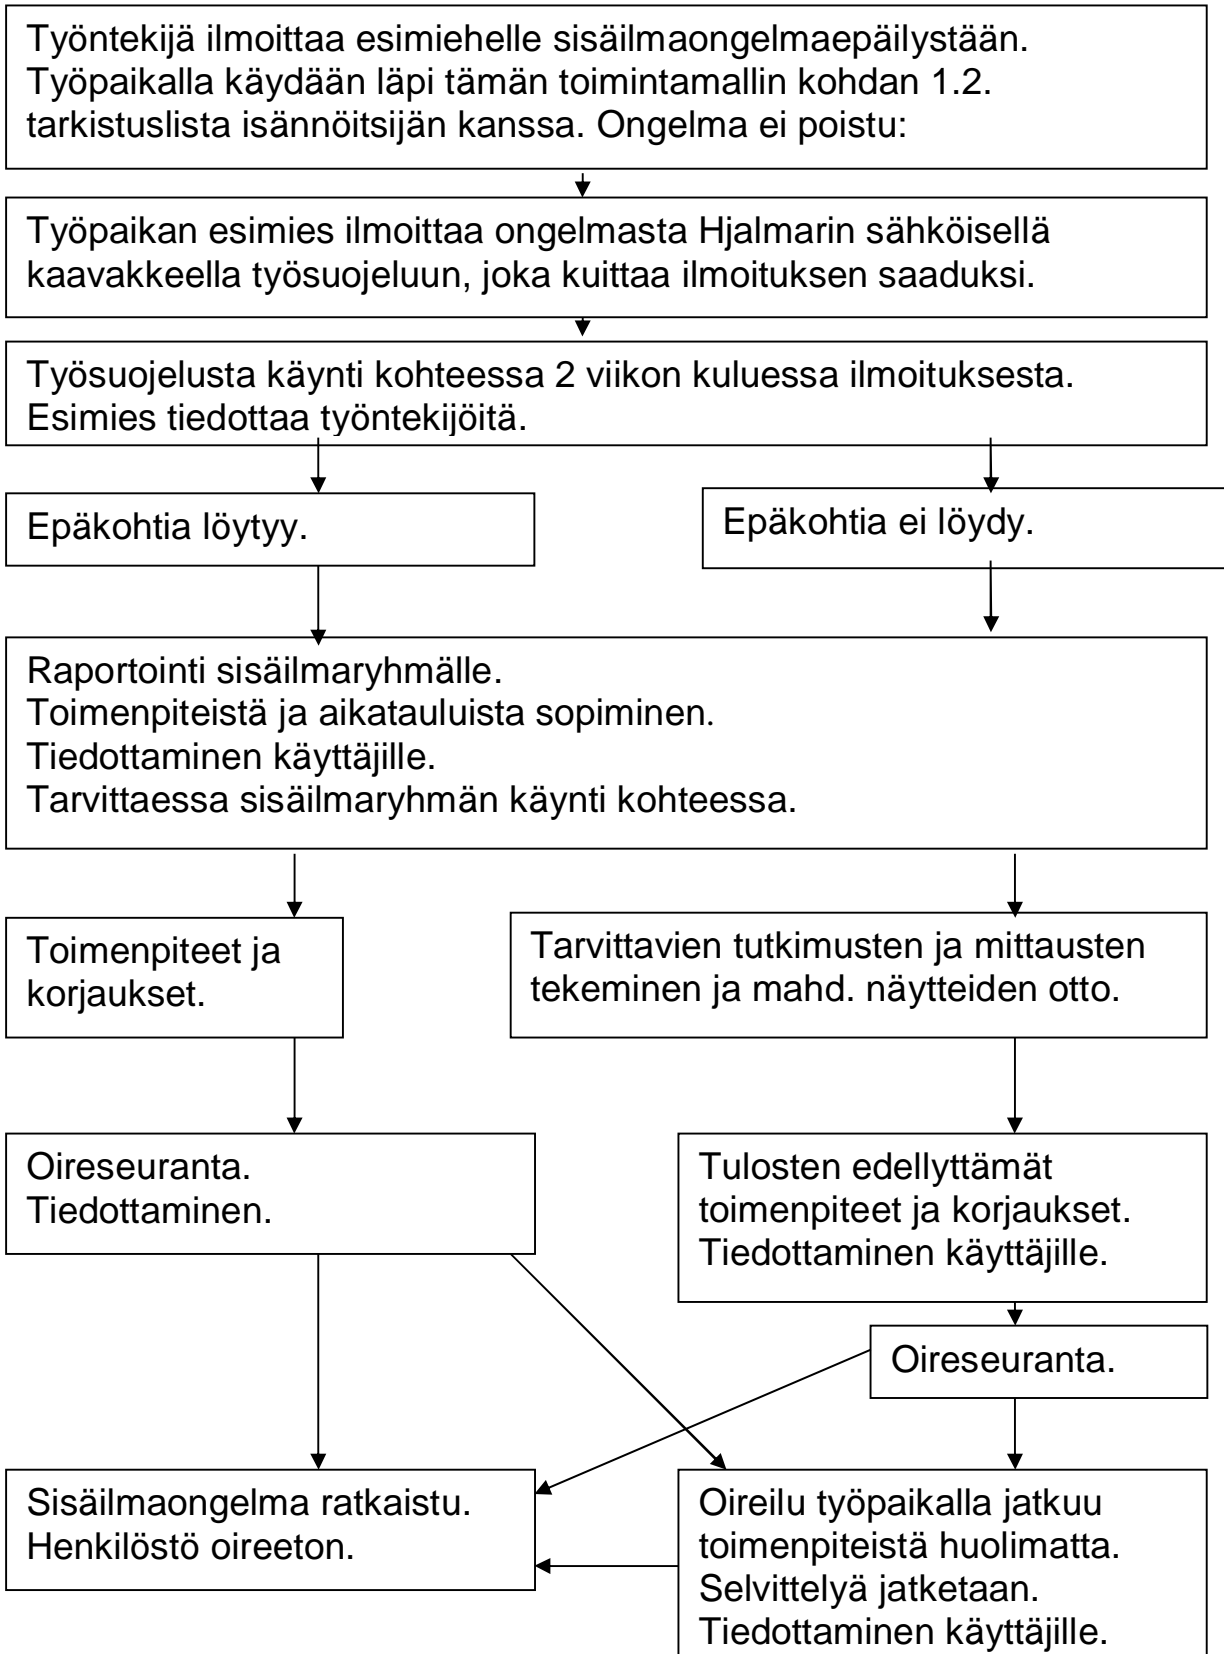 Työntekijä ilmoittaa esimiehelle sisäilmaongelmaepäilystään.
Työpaikalla käydään läpi tämän toimintamallin kohdan 1.2.
tarkistuslista isännöitsijän kanssa. Ongelma ei poistu:
Työpaikan esimies ilmoittaa ongelmasta Hjalmarin sähköisellä
kaavakkeella työsuojeluun, joka kuittaa ilmoituksen saaduksi.
Työsuojelusta käynti kohteessa 2 viikon kuluessa ilmoituksesta.
Esimies tiedottaa työntekijöitä.
Epäkohtia löytyy.
Epäkohtia ei löydy.
Raportointi sisäilmaryhmälle.
Toimenpiteistä ja aikatauluista sopiminen.
Tiedottaminen käyttäjille.
Tarvittaessa sisäilmaryhmän käynti kohteessa.
Toimenpiteet ja
korjaukset.
Tarvittavien tutkimusten ja mittausten
tekeminen ja mahd. näytteiden otto.
Oireseuranta.
Tiedottaminen.
Tulosten edellyttämät
toimenpiteet ja korjaukset.
Tiedottaminen käyttäjille.
Oireseuranta.
Sisäilmaongelma ratkaistu.
Henkilöstö oireeton.
Oireilu työpaikalla jatkuu
toimenpiteistä huolimatta.
Selvittelyä jatketaan.
Tiedottaminen käyttäjille.